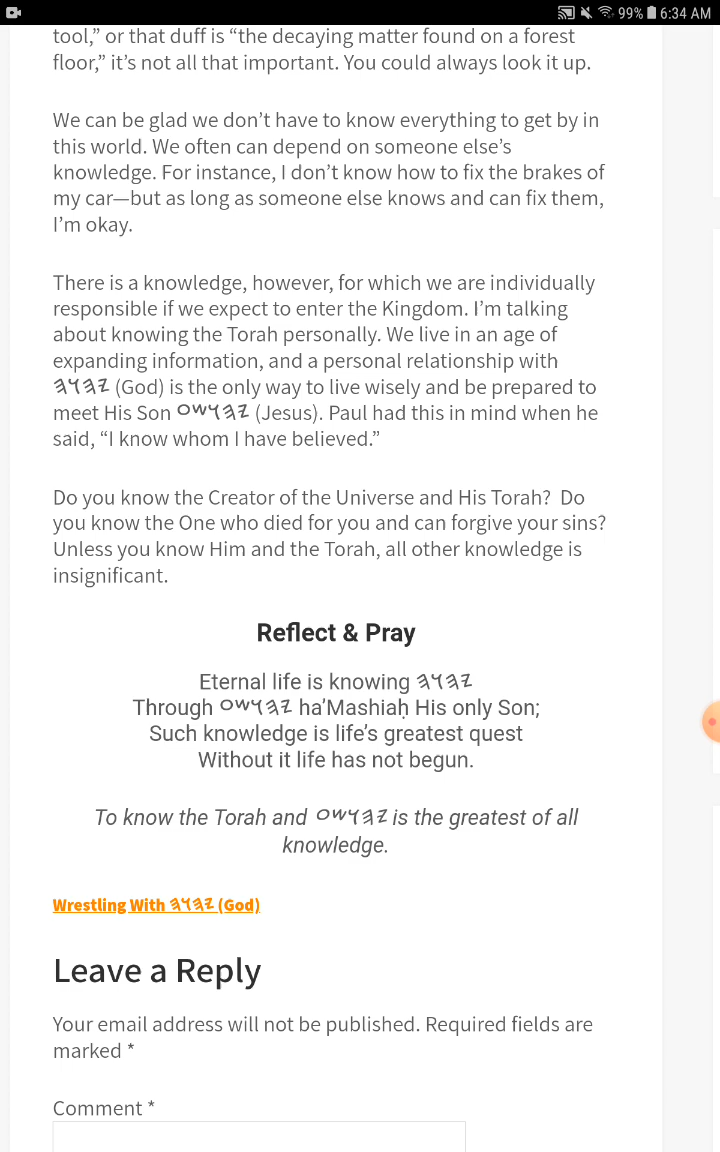 99% 6:34 AM
tool,” or that duff is “the decaying matter found on a forest
floor,” it’s not all that important. You could always look it up.
We can be glad we don’t have to know everything to get by in
this world. We often can depend on someone else’s
knowledge. For instance, I don’t know how to fix the brakes of
my car—but as long as someone else knows and can fix them,
I’m okay.
There is a knowledge, however, for which we are individually
responsible if we expect to enter the Kingdom. I’m talking
about knowing the Torah personally. We live in an age of
expanding information, and a personal relationship with
𐤉𐤄𐤅𐤄 (God) is the only way to live wisely and be prepared to
meet His Son 𐤉𐤄𐤅𐤔𐤏 (Jesus). Paul had this in mind when he
said, “I know whom I have believed.”
Do you know the Creator of the Universe and His Torah?  Do
you know the One who died for you and can forgive your sins?
Unless you know Him and the Torah, all other knowledge is
insignificant.
Reflect & Pray
Eternal life is knowing 𐤉𐤄𐤅𐤄
Through 𐤉𐤄𐤅𐤔𐤏 ha’Mashiaḥ His only Son;
Such knowledge is life’s greatest quest
Without it life has not begun.
To know the Torah and 𐤉𐤄𐤅𐤔𐤏 is the greatest of all
knowledge.
Wrestling With 𐤉𐤄𐤅𐤄 (God)
Leave a Reply
Your email address will not be published. Required fields are
marked *
Comment *